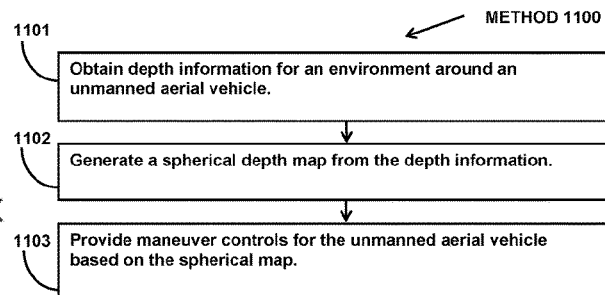 METHOD 1100
1101
Obtain depth information for an environment around an
unmanned aerial vehicle.
1102
Generate a spherical depth map from the depth information.
1103
Provide maneuver controls for the unmanned aerial vehicle
based on the spherical map.